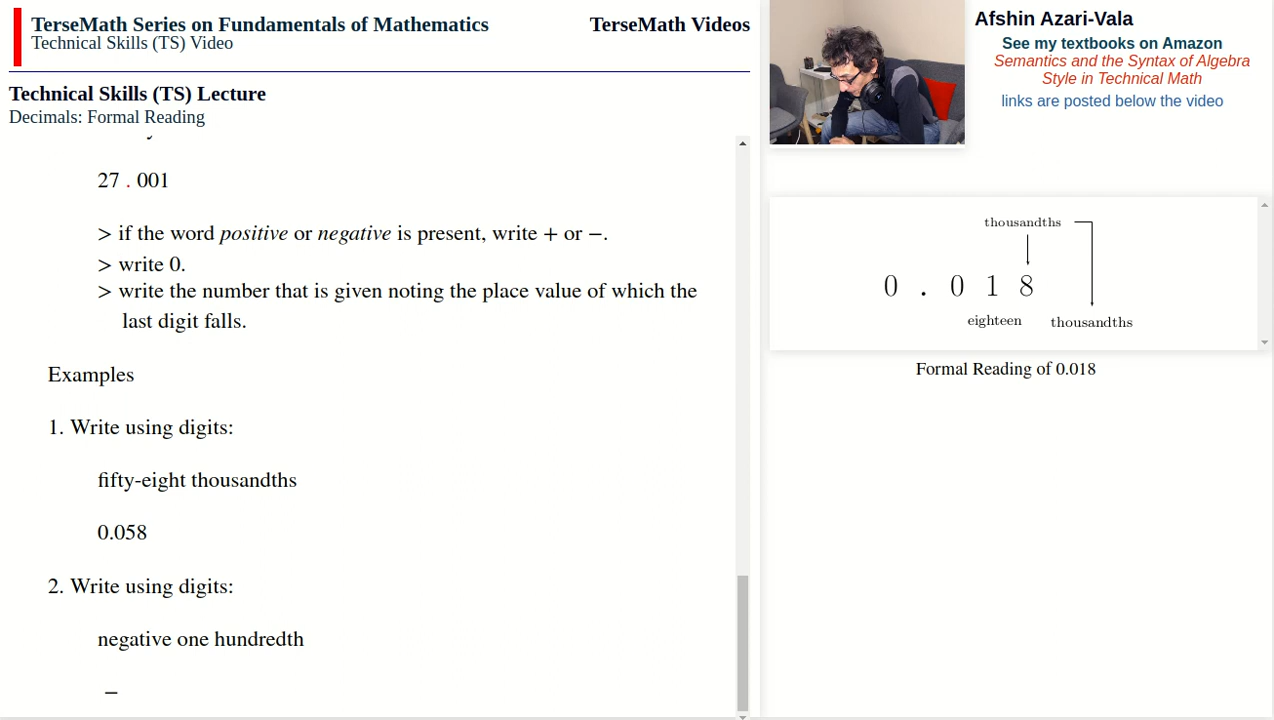 TerseMath Series on Fundamentals of Mathematics
Technical Skills (TS) Video
TerseMath Videos
Technical Skills (TS) Lecture
Decimals: Formal Reading
27 . 001
> if the word positive or negative is present, write + or −.
> write 0.
> write the number that is given noting the place value of which the
last digit falls.
Examples
1. Write using digits:
fifty-eight thousandths
0.058
2. Write using digits:
negative one hundredth
−
Afshin Azari-Vala
See my textbooks on Amazon
Semantics and the Syntax of Algebra
Style in Technical Math
links are posted below the video
thousandths
0 . 0 1 8
eighteen thousandths
Formal Reading of 0.018